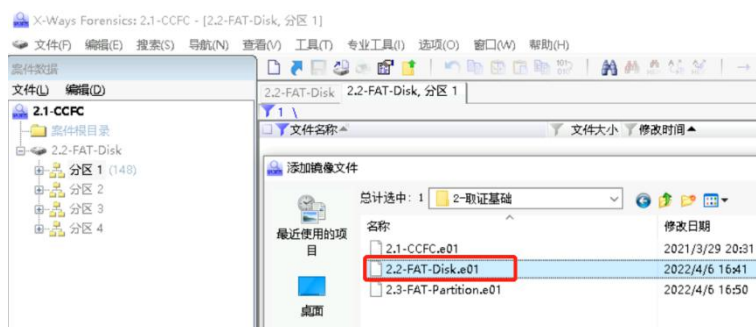 X-Ways Forensics: 2.1-CCFC - [2.2-FAT-Disk, 分区 1]
文件(F) 编辑(E) 搜索(S) 导航(N) 查看(V) 工具(T) 专业工具(I) 选项(O) 窗口(W) 帮助(H)
案件数据
文件(L) 编辑(D)
2.2-FAT-Disk 2.2-FAT-Disk, 分区 1
2.1-CCFC
1 \
案件根目录
文件名称 文件大小 修改时间
2.2-FAT-Disk
分区 1 (148)
分区 2
分区 3
分区 4
添加镜像文件
总计选中: 1 2-取证基础
名称 修改日期
最近使用的项目
2.1-CCFC.e01 2021/3/29 20:31
2.2-FAT-Disk.e01 2022/4/6 16:41
2.3-FAT-Partition.e01 2022/4/6 16:50
桌面